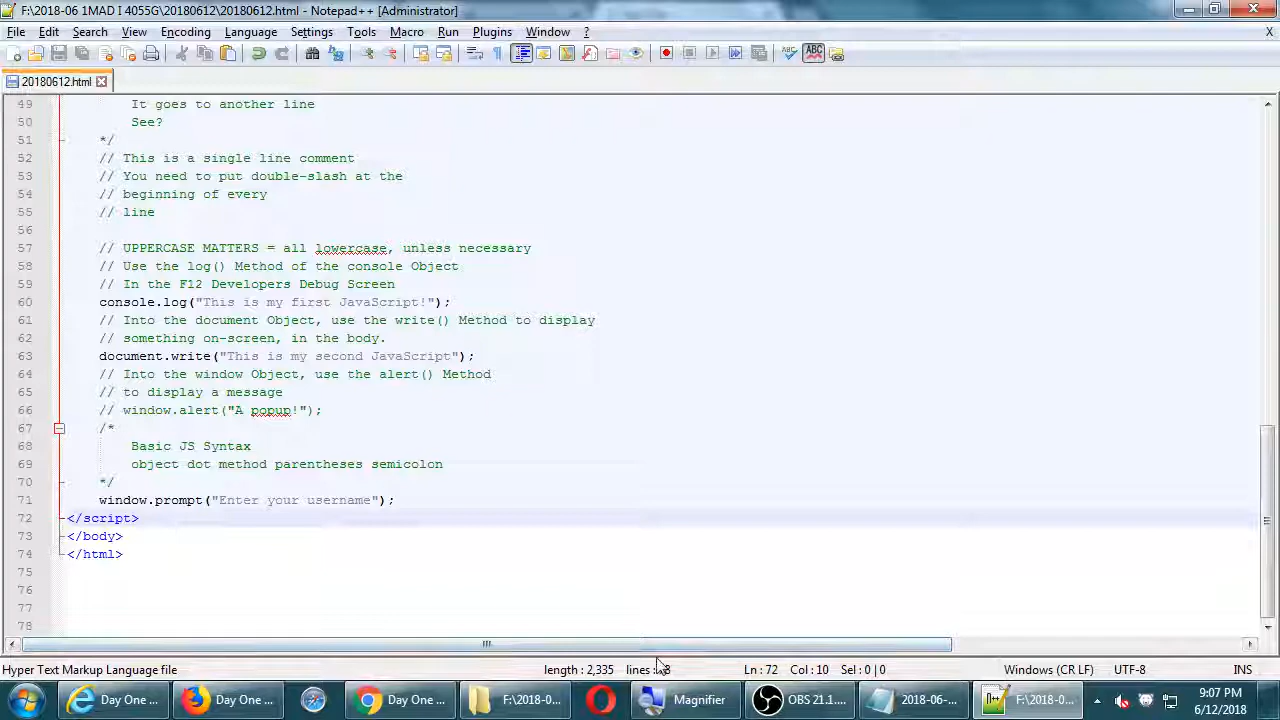 F:\2018-06 1MAD I 4055G\20180612\20180612.html - Notepad++ [Administrator]
File Edit Search View Encoding Language Settings Tools Macro Run Plugins Window ? X
20180612.html
49 It goes to another line
50 See?
51 */
52 // This is a single line comment
53 // You need to put double-slash at the
54 // beginning of every
55 // line
56
57 // UPPERCASE MATTERS = all lowercase, unless necessary
58 // Use the log() Method of the console Object
59 // In the F12 Developers Debug Screen
60 console.log("This is my first JavaScript!");
61 // Into the document Object, use the write() Method to display
62 // something on-screen, in the body.
63 document.write("This is my second JavaScript");
64 // Into the window Object, use the alert() Method
65 // to display a message
66 // window.alert("A popup!");
67 /*
68 Basic JS Syntax
69 object dot method parentheses semicolon
70 */
71 window.prompt("Enter your username");
72 </script>
73 </body>
74 </html>
75
76
77
78
Hyper Text Markup Language file length : 2,335 lines : Ln : 72 Col : 10 Sel : 0 | 0 Windows (CR LF) UTF-8 INS
Day One ... Day One ... Day One ... F:\2018-0... Magnifier OBS 21.1.... 2018-06-... F:\2018-0... 9:07 PM
6/12/2018